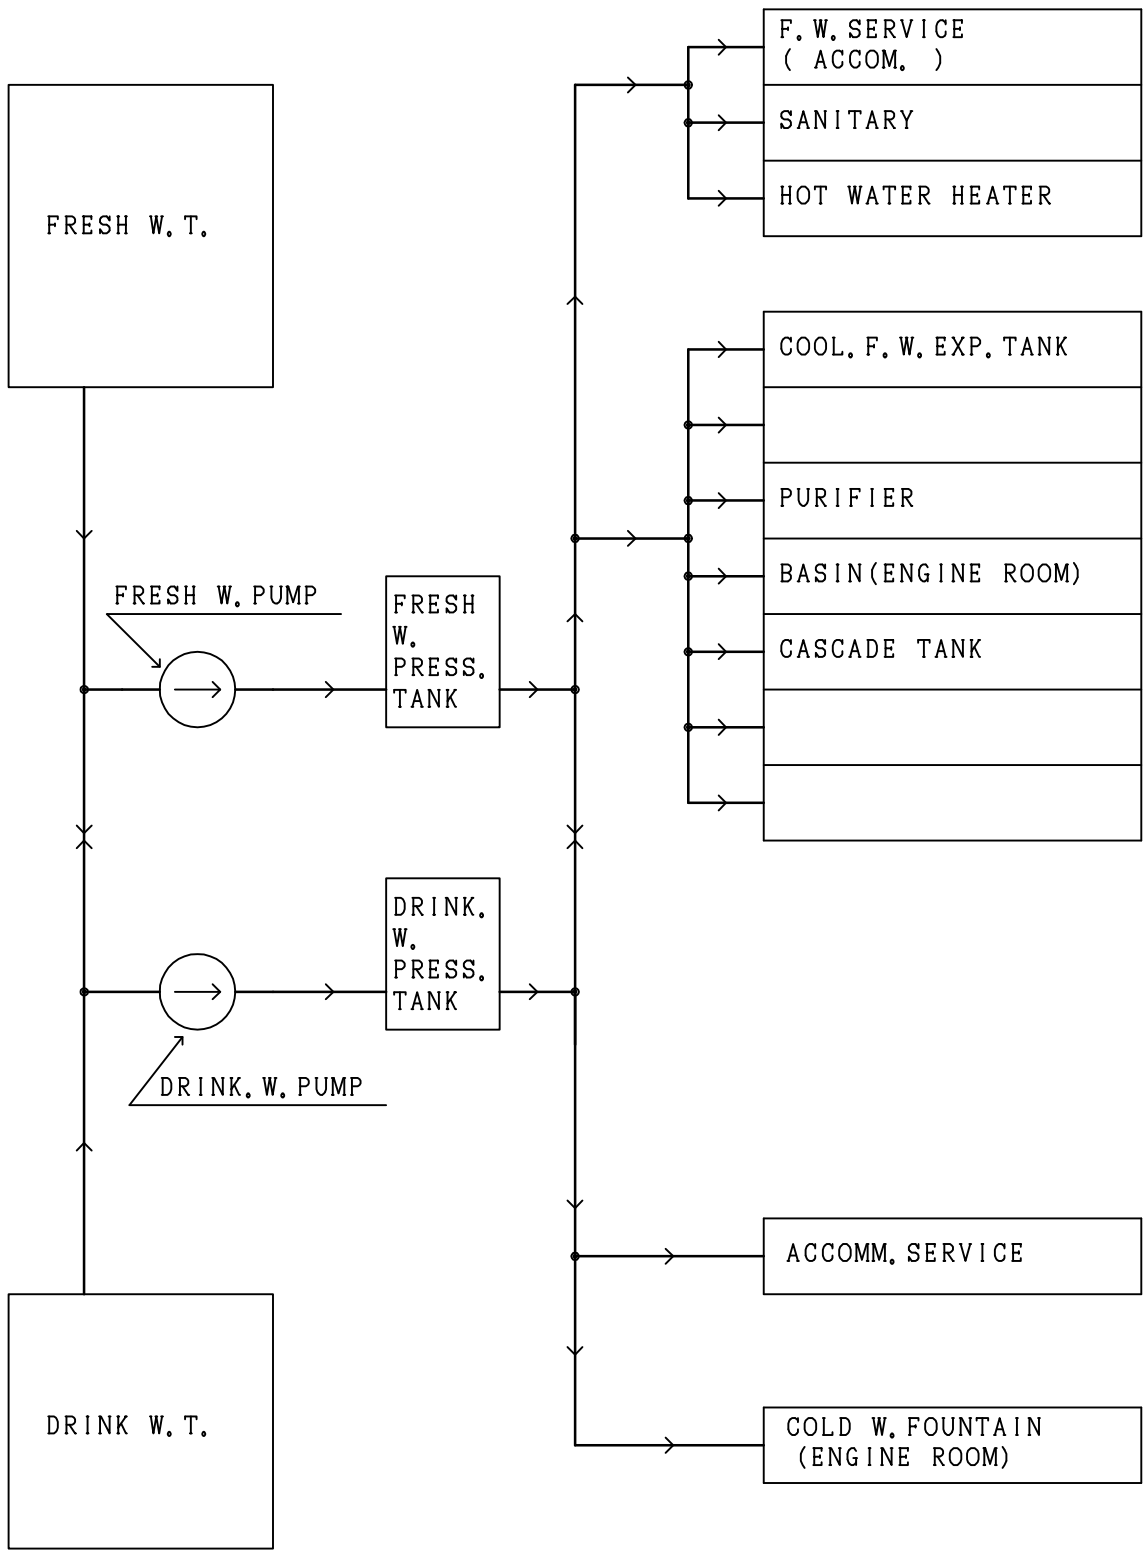 F.W.SERVICE
( ACCOM. )
SANITARY
HOT WATER HEATER
FRESH W.T.
COOL.F.W.EXP.TANK
PURIFIER
BASIN(ENGINE ROOM)
CASCADE TANK
FRESH W.PUMP
FRESH
W.
PRESS.
TANK
DRINK.
W.
PRESS.
TANK
DRINK.W.PUMP
ACCOMM.SERVICE
DRINK W.T.
COLD W.FOUNTAIN
(ENGINE ROOM)